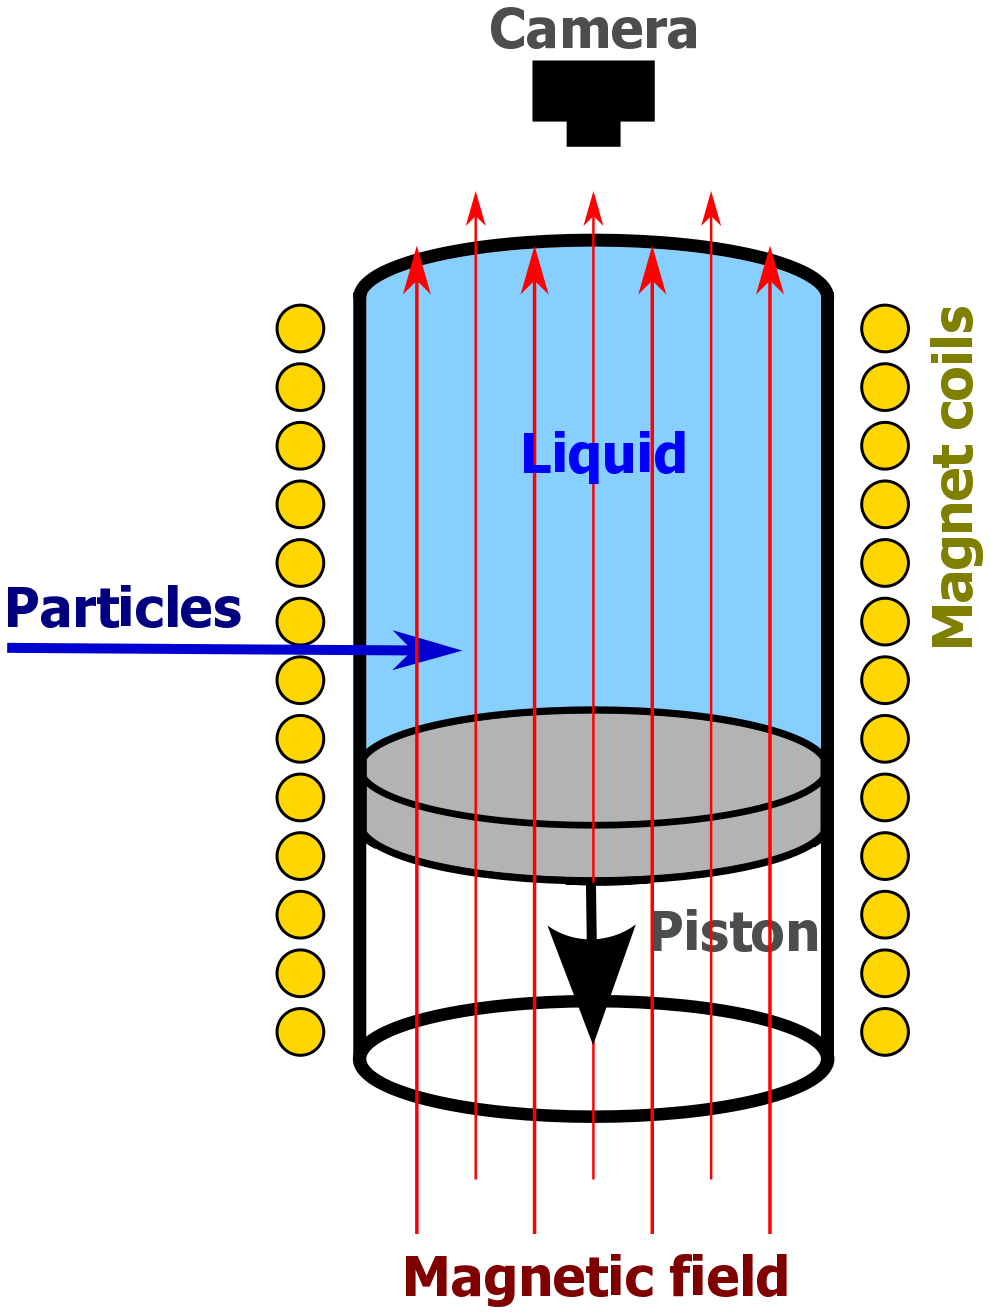 Camera
Magnet coils
Liquid
Particles
Piston
Magnetic field